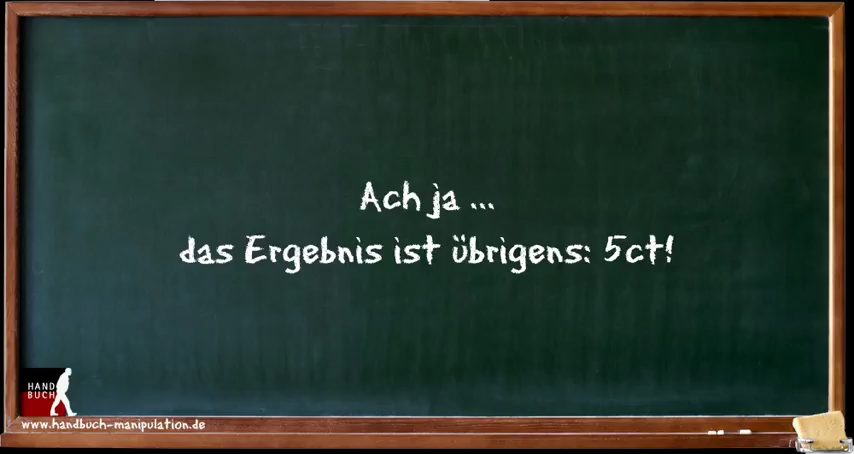 Ach ja ...
das Ergebnis ist übrigens: 5ct!
HAND
BUCH
www.handbuch-manipulation.de